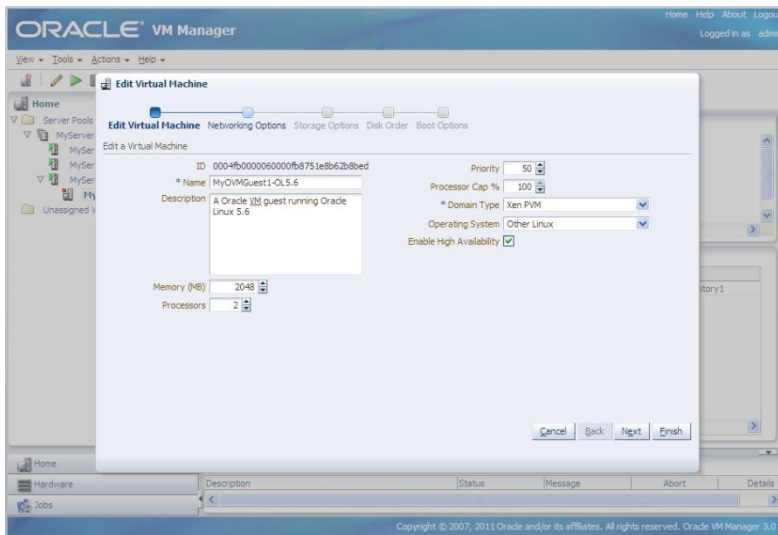 Home Help About Logou
ORACLE VM Manager
Logged in as admi
View Tools Actions Help
Home
Server Pools
MyServer
MySer
MySer
MySer
My
Unassigned V
Edit Virtual Machine
Edit Virtual Machine Networking Options Storage Options Disk Order Boot Options
Edit a Virtual Machine
ID 0004fb0000060000fb8751e8b62b8bed
* Name MyOVMGuest1-OL5.6
Description A Oracle VM guest running Oracle
Linux 5.6
Memory (MB) 2048
Processors 2
Priority 50
Processor Cap % 100
* Domain Type Xen PVM
Operating System Other Linux
Enable High Availability
itory1
Cancel Back Next Finish
Home
Hardware
Jobs
Description Status Message Abort Details
Copyright © 2007, 2011 Oracle and/or its affiliates. All rights reserved. Oracle VM Manager 3.0